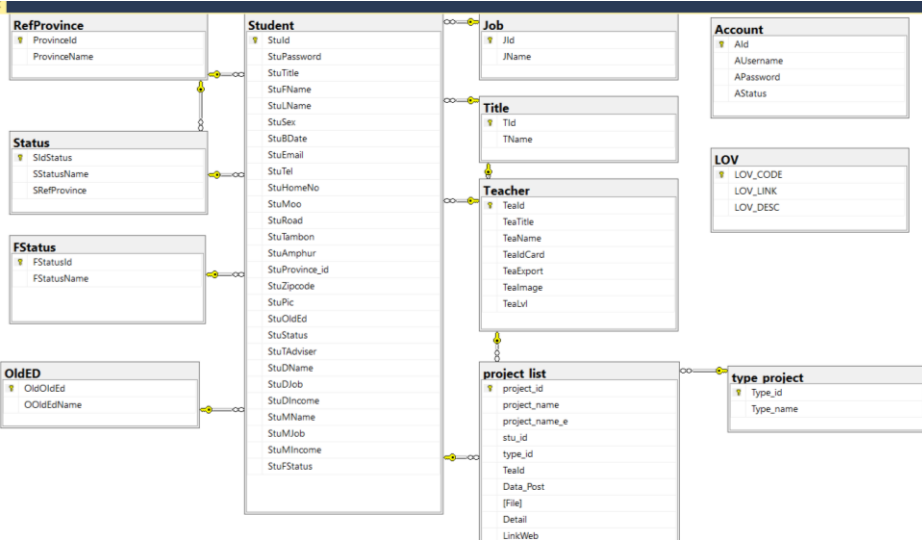 RefProvince
ProvinceId
ProvinceName
Status
SIdStatus
SStatusName
SRefProvince
FStatus
FStatusId
FStatusName
OldED
OldOldEd
OOldEdName
Student
StuId
StuPassword
StuTitle
StuFName
StuLName
StuSex
StuBDate
StuEmail
StuTel
StuHomeNo
StuMoo
StuRoad
StuTambon
StuAmphur
StuProvince_id
StuZipcode
StuPic
StuOldEd
StuStatus
StuTAdviser
StuDName
StuDJob
StuDIncome
StuMName
StuMJob
StuMIncome
StuFStatus
Job
JId
JName
Title
TId
TName
Teacher
TeaId
TeaTitle
TeaName
TeaIdCard
TeaExport
TeaImage
TeaLvl
project_list
project_id
project_name
project_name_e
stu_id
type_id
TeaId
Data_Post
[File]
Detail
LinkWeb
Account
AId
AUsername
APassword
AStatus
LOV
LOV_CODE
LOV_LINK
LOV_DESC
type_project
Type_id
Type_name